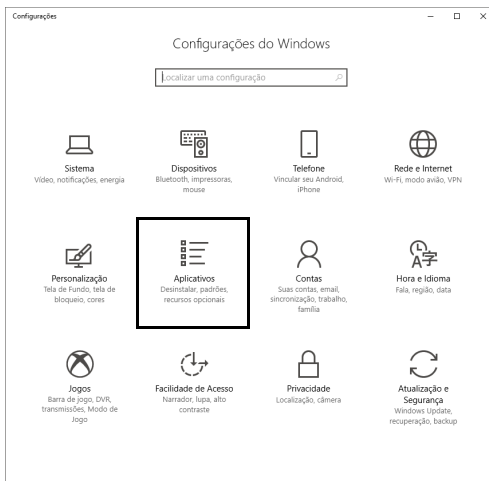 Configurações
Configurações do Windows
Localizar uma configuração
Sistema
Vídeo, notificações, energia
Dispositivos
Bluetooth, impressoras,
mouse
Telefone
Vincular seu Android,
iPhone
Rede e Internet
Wi-Fi, modo avião, VPN
Personalização
Tela de Fundo, tela de
bloqueio, cores
Aplicativos
Desinstalar, padrões,
recursos opcionais
Contas
Suas contas, email,
sincronização, trabalho,
família
Hora e Idioma
Fala, região, data
Jogos
Barra de jogo, DVR,
transmissões, Modo de
Jogo
Facilidade de Acesso
Narrador, lupa, alto
contraste
Privacidade
Localização, câmera
Atualização e
Segurança
Windows Update,
recuperação, backup